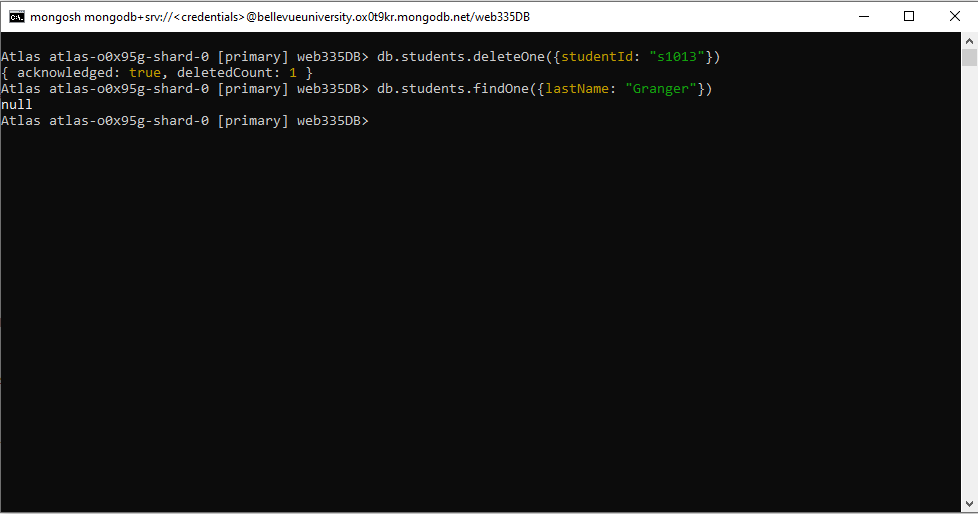 mongosh mongodb+srv://<credentials>@bellevueuniversity.ox0t9kr.mongodb.net/web335DB
Atlas atlas-o0x95g-shard-0 [primary] web335DB> db.students.deleteOne({studentId: "s1013"})
{ acknowledged: true, deletedCount: 1 }
Atlas atlas-o0x95g-shard-0 [primary] web335DB> db.students.findOne({lastName: "Granger"})
null
Atlas atlas-o0x95g-shard-0 [primary] web335DB>